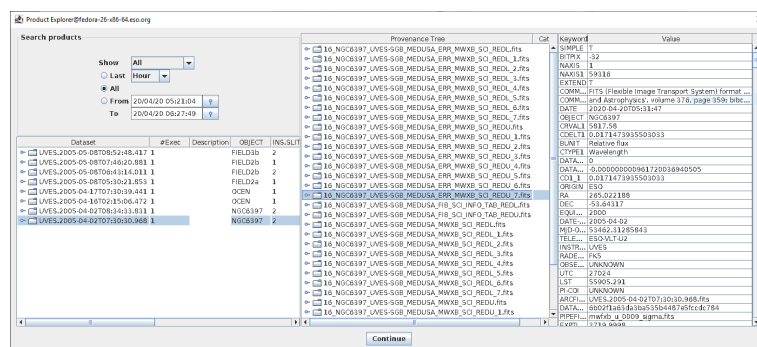 Product Explorer@fedora-26-x86-64.eso.org
Search products
Show All
Last Hour
All
From 20/04/20 05:21:04 ?
To 20/04/20 06:27:49 ?
Dataset #Exec Description OBJECT INS.SLIT
UVES.2005-05-08T08:52:48.417 1 FIELD3b 2
UVES.2005-05-08T07:46:20.881 1 FIELD2b 1
UVES.2005-05-08T06:43:14.011 1 FIELD2b 2
UVES.2005-05-08T05:30:21.853 1 FIELD2a 1
UVES.2005-04-17T07:30:39.441 1 OCEN 1
UVES.2005-04-16T02:15:06.472 1 OCEN 1
UVES.2005-04-02T08:34:33.831 1 NGC6397 2
UVES.2005-04-02T07:30:30.968 1 NGC6397 2
Provenance Tree Cat
16_NGC6397_UVES-SGB_MEDUSA_ERR_MWXB_SCI_REDL.fits
16_NGC6397_UVES-SGB_MEDUSA_ERR_MWXB_SCI_REDL_1.fits
16_NGC6397_UVES-SGB_MEDUSA_ERR_MWXB_SCI_REDL_2.fits
16_NGC6397_UVES-SGB_MEDUSA_ERR_MWXB_SCI_REDL_3.fits
16_NGC6397_UVES-SGB_MEDUSA_ERR_MWXB_SCI_REDL_4.fits
16_NGC6397_UVES-SGB_MEDUSA_ERR_MWXB_SCI_REDL_5.fits
16_NGC6397_UVES-SGB_MEDUSA_ERR_MWXB_SCI_REDL_6.fits
16_NGC6397_UVES-SGB_MEDUSA_ERR_MWXB_SCI_REDL_7.fits
16_NGC6397_UVES-SGB_MEDUSA_ERR_MWXB_SCI_REDU.fits
16_NGC6397_UVES-SGB_MEDUSA_ERR_MWXB_SCI_REDU_1.fits
16_NGC6397_UVES-SGB_MEDUSA_ERR_MWXB_SCI_REDU_2.fits
16_NGC6397_UVES-SGB_MEDUSA_ERR_MWXB_SCI_REDU_3.fits
16_NGC6397_UVES-SGB_MEDUSA_ERR_MWXB_SCI_REDU_4.fits
16_NGC6397_UVES-SGB_MEDUSA_ERR_MWXB_SCI_REDU_5.fits
16_NGC6397_UVES-SGB_MEDUSA_ERR_MWXB_SCI_REDU_6.fits
16_NGC6397_UVES-SGB_MEDUSA_ERR_MWXB_SCI_REDU_7.fits
16_NGC6397_UVES-SGB_MEDUSA_FIB_SCI_INFO_TAB_REDL.fits
16_NGC6397_UVES-SGB_MEDUSA_FIB_SCI_INFO_TAB_REDU.fits
16_NGC6397_UVES-SGB_MEDUSA_MWXB_SCI_REDL.fits
16_NGC6397_UVES-SGB_MEDUSA_MWXB_SCI_REDL_1.fits
16_NGC6397_UVES-SGB_MEDUSA_MWXB_SCI_REDL_2.fits
16_NGC6397_UVES-SGB_MEDUSA_MWXB_SCI_REDL_3.fits
16_NGC6397_UVES-SGB_MEDUSA_MWXB_SCI_REDL_4.fits
16_NGC6397_UVES-SGB_MEDUSA_MWXB_SCI_REDL_5.fits
16_NGC6397_UVES-SGB_MEDUSA_MWXB_SCI_REDL_6.fits
16_NGC6397_UVES-SGB_MEDUSA_MWXB_SCI_REDL_7.fits
16_NGC6397_UVES-SGB_MEDUSA_MWXB_SCI_REDU.fits
16_NGC6397_UVES-SGB_MEDUSA_MWXB_SCI_REDU_1.fits
Keyword Value
SIMPLE T
BITPIX -32
NAXIS 1
NAXIS1 59316
EXTEND T
COMM... FITS (Flexible Image Transport System) format ...
COMM... and Astrophysics', volume 376, page 359; bibc...
DATE 2020-04-20T05:31:47
OBJECT NGC6397
CRVAL1 5817.58
CDELT1 0.0171473935503033
BUNIT Relative flux
CTYPE1 Wavelength
DATA... 0
DATA...
CD1_1 0.0171473935503033
ORIGIN ESO
RA 265.022188
DEC -53.64317
EQUI... 2000
DATE-... 2005-04-02
MJD-O... 53462.31285843
TELE... ESO-VLT-U2
INSTR... UVES
RADE... FK5
OBSE... UNKNOWN
UTC 27024
LST 55905.291
PI-COI UNKNOWN
ARCFI... UVES.2005-04-02T07:30:30.968.fits
DATA...
PIPEFI... mwfxb_u_0009_sigma.fits
EXPTI... 3719.9998
Continue